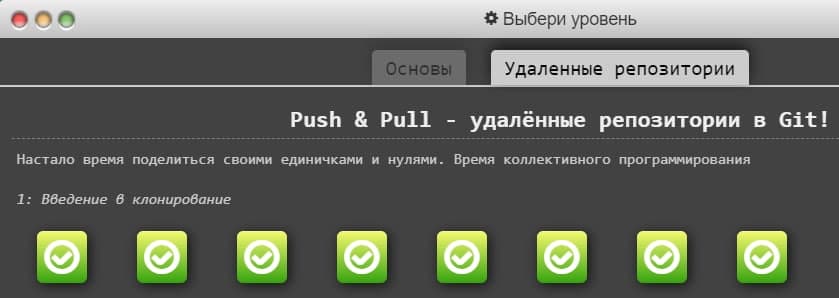 Выбери уровень
Основы Удаленные репозитории
Push & Pull - удалённые репозитории в Git!
Настало время поделиться своими единичками и нулями. Время коллективного программирования
1: Введение в клонирование